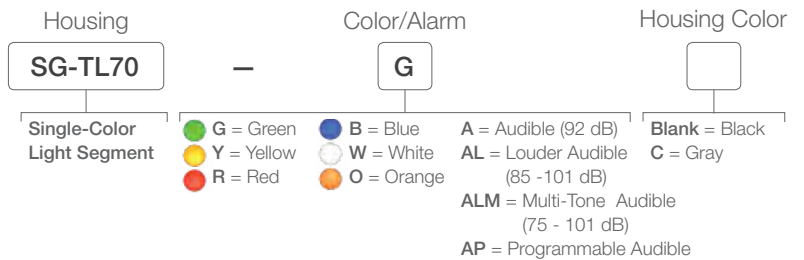 Housing Color/Alarm Housing Color
SG-TL70 – G
Single-Color
Light Segment
G = Green
Y = Yellow
R = Red
B = Blue
W = White
O = Orange
A = Audible (92 dB)
AL = Louder Audible
(85 -101 dB)
ALM = Multi-Tone Audible
(75 - 101 dB)
AP = Programmable Audible
Blank = Black
C = Gray